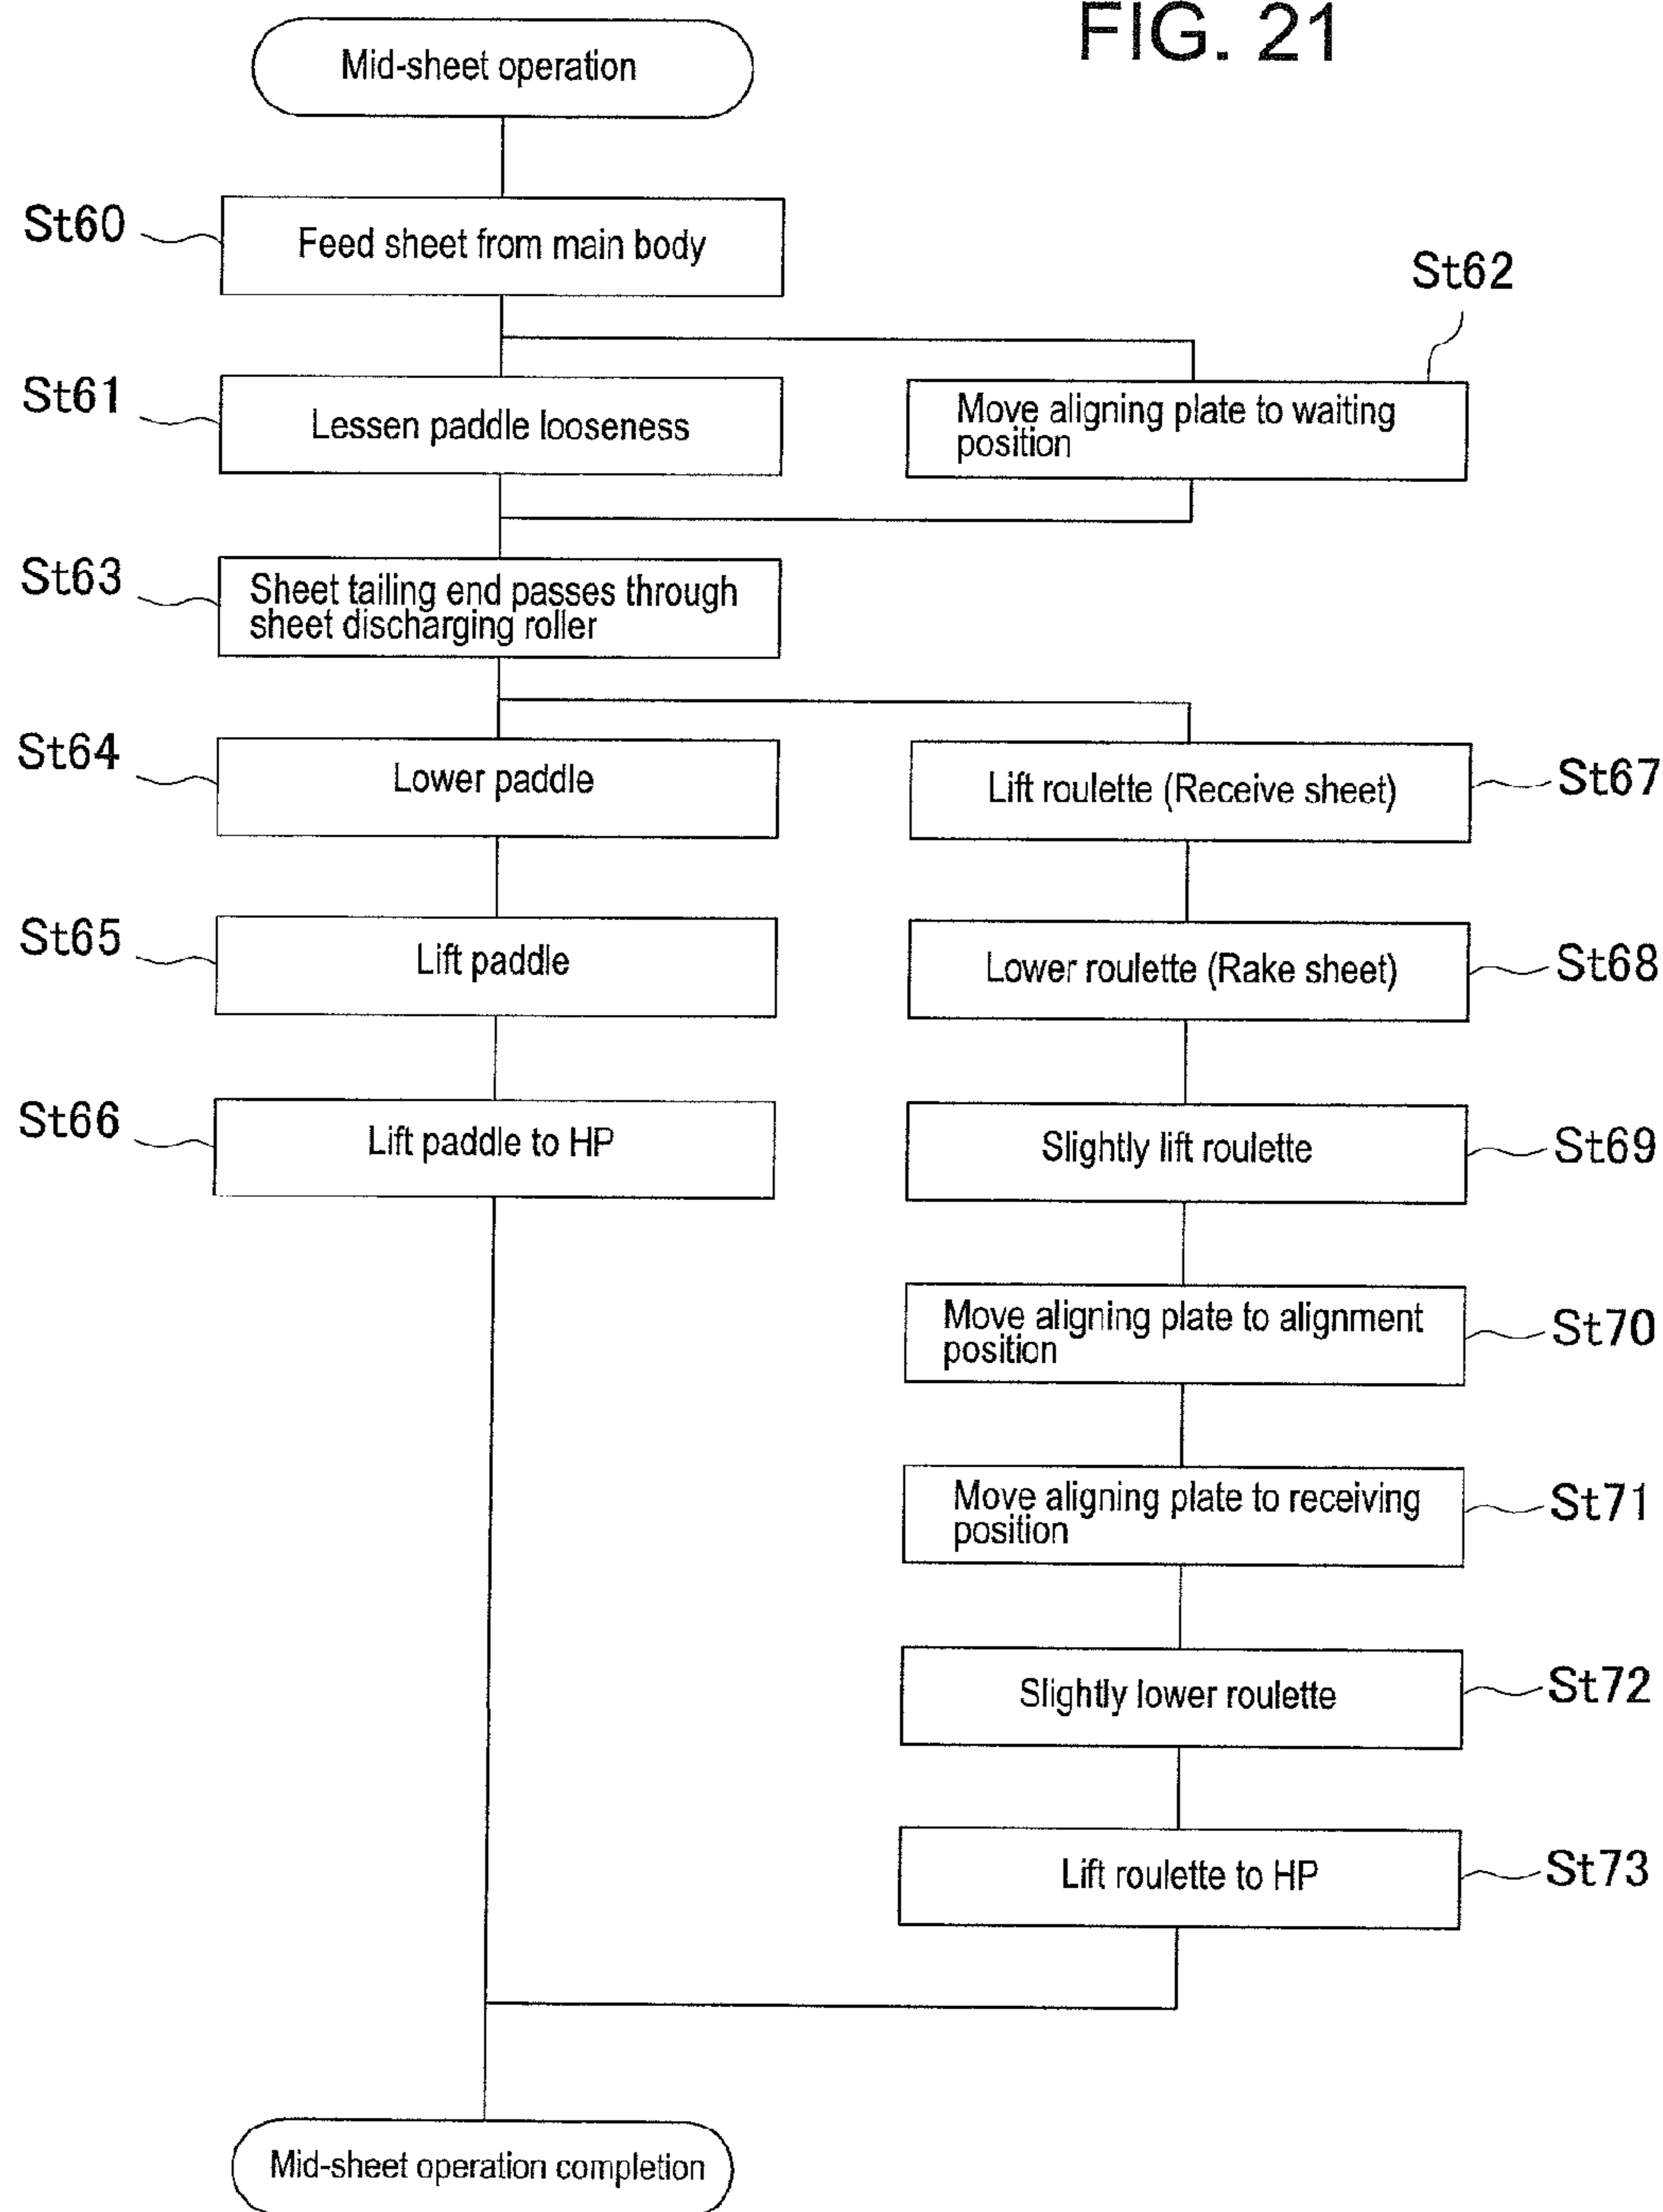 FIG. 21
Mid-sheet operation
St60
Feed sheet from main body
St62
St61
Lessen paddle looseness
Move aligning plate to waiting
position
St63
Sheet tailing end passes through
sheet discharging roller
St64
Lower paddle
Lift roulette (Receive sheet)
St67
St65
Lift paddle
Lower roulette (Rake sheet)
St68
St66
Lift paddle to HP
Slightly lift roulette
St69
Move aligning plate to alignment
position
St70
Move aligning plate to receiving
position
St71
Slightly lower roulette
St72
Lift roulette to HP
St73
Mid-sheet operation completion